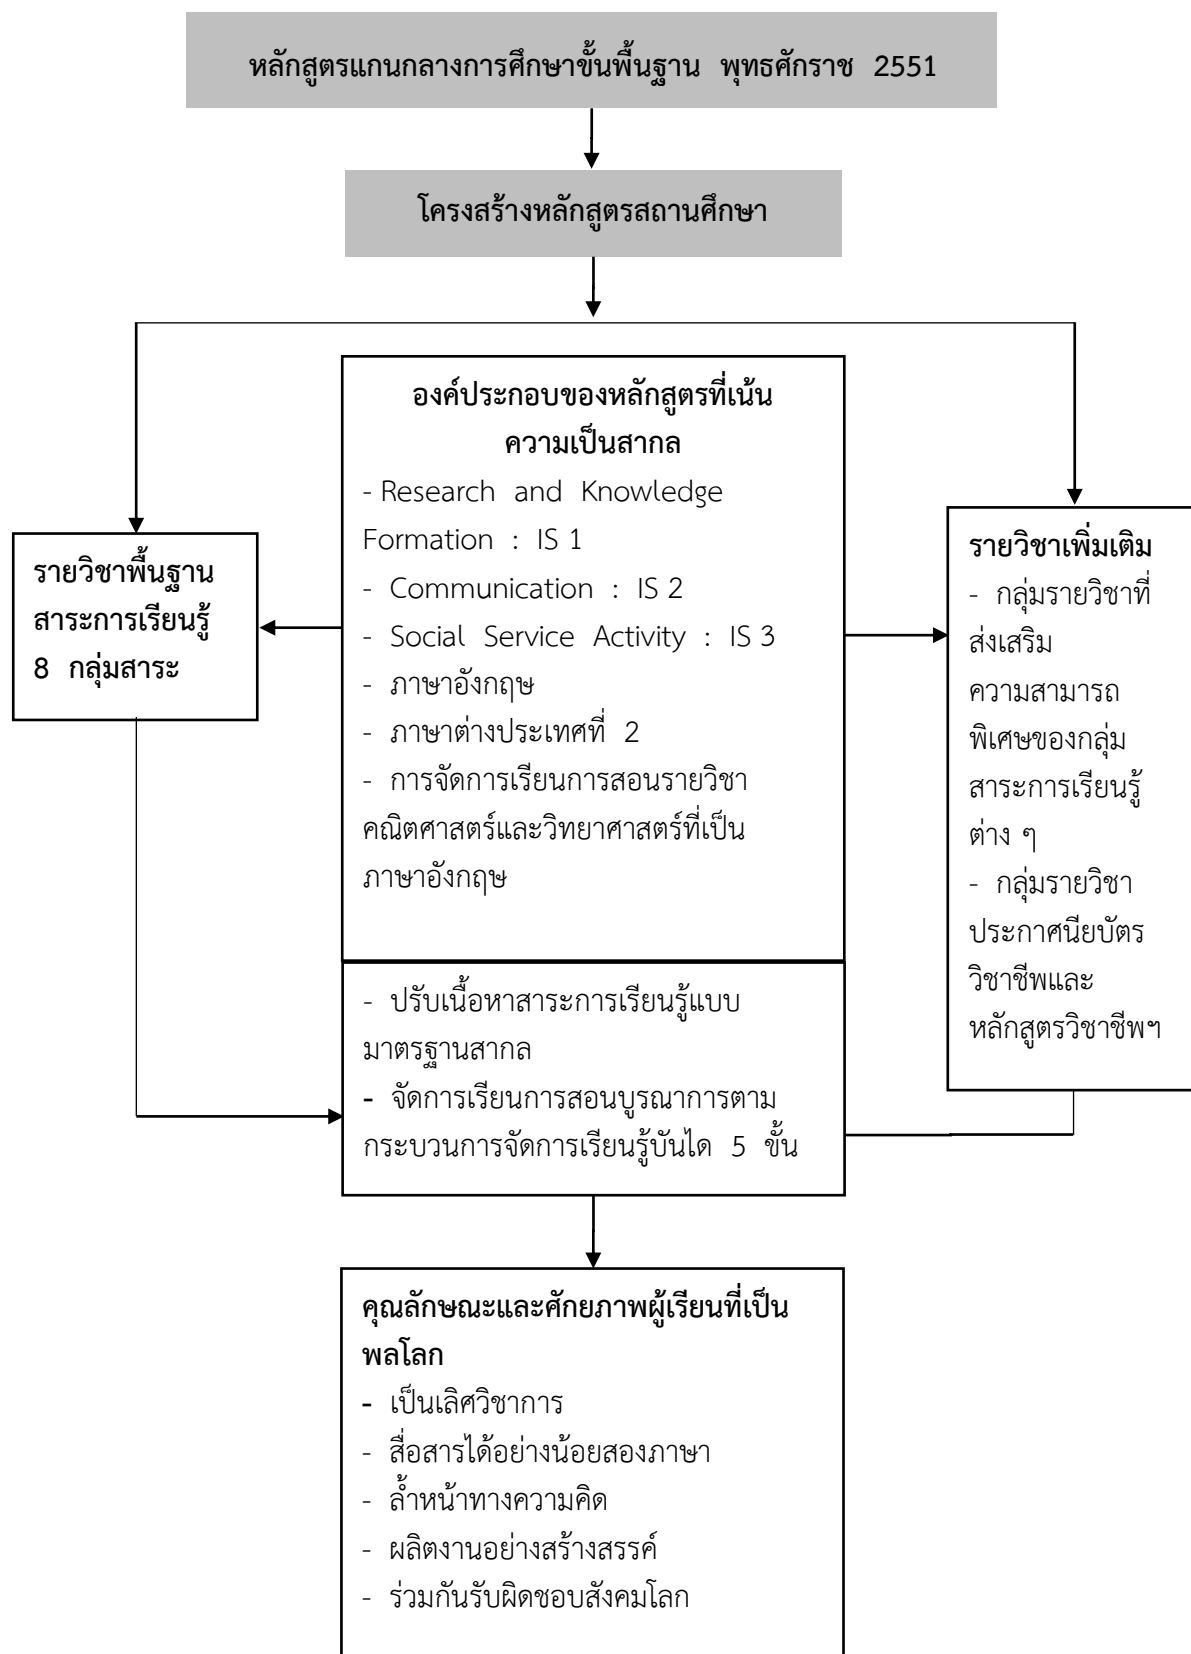 หลักสูตรแกนกลางการศึกษาขั้นพื้นฐาน พุทธศักราช 2551
โครงสร้างหลักสูตรสถานศึกษา
องค์ประกอบของหลักสูตรที่เน้น
ความเป็นสากล
- Research and Knowledge
Formation : IS 1
- Communication : IS 2
- Social Service Activity : IS 3
- ภาษาอังกฤษ
- ภาษาต่างประเทศที่ 2
- การจัดการเรียนการสอนรายวิชา
คณิตศาสตร์และวิทยาศาสตร์ที่เป็น
ภาษาอังกฤษ
รายวิชาพื้นฐาน
สาระการเรียนรู้
8 กลุ่มสาระ
รายวิชาเพิ่มเติม
- กลุ่มรายวิชาที่
ส่งเสริม
ความสามารถ
พิเศษของกลุ่ม
สาระการเรียนรู้
ต่าง ๆ
- กลุ่มรายวิชา
ประกาศนียบัตร
วิชาชีพและ
หลักสูตรวิชาชีพฯ
- ปรับเนื้อหาสาระการเรียนรู้แบบ
มาตรฐานสากล
- จัดการเรียนการสอนบูรณาการตาม
กระบวนการจัดการเรียนรู้บันได 5 ขั้น
คุณลักษณะและศักยภาพผู้เรียนที่เป็น
พลโลก
- เป็นเลิศวิชาการ
- สื่อสารได้อย่างน้อยสองภาษา
- ล้ำหน้าทางความคิด
- ผลิตงานอย่างสร้างสรรค์
- ร่วมกันรับผิดชอบสังคมโลก